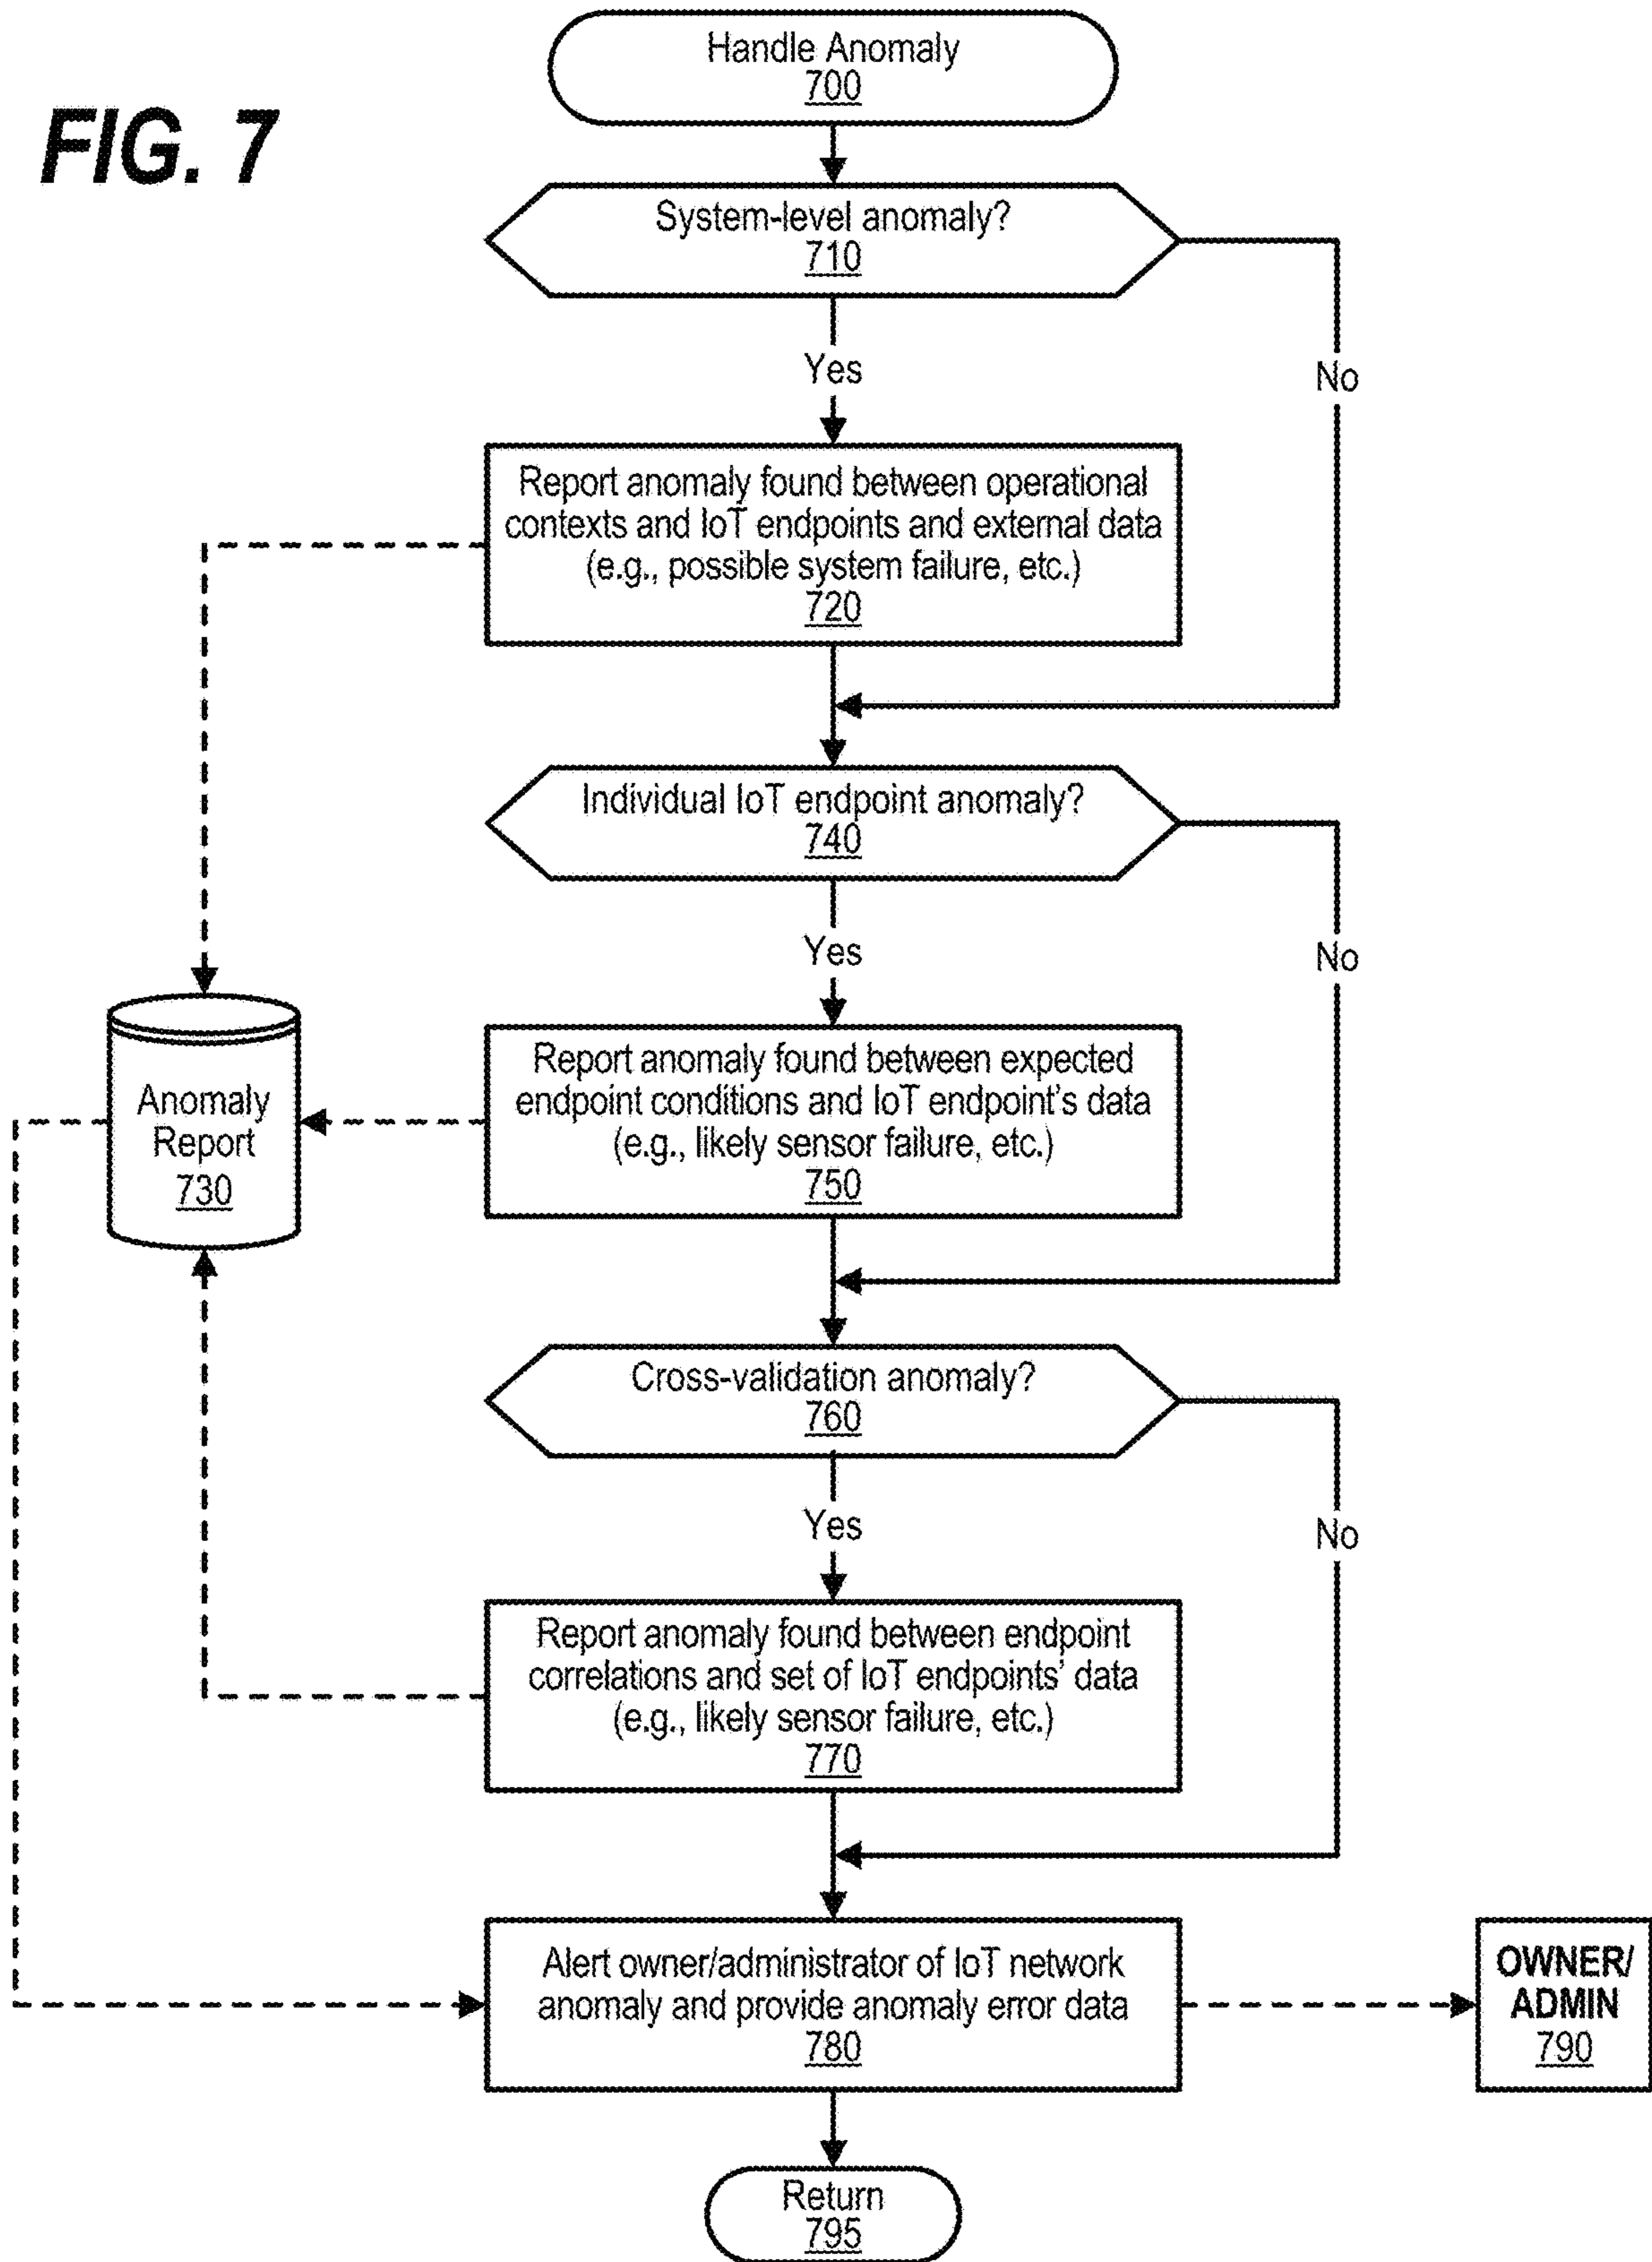 FIG. 7
Handle Anomaly
700
System-level anomaly?
710
Yes
No
Report anomaly found between operational
contexts and IoT endpoints and external data
(e.g., possible system failure, etc.)
720
Individual IoT endpoint anomaly?
740
Yes
No
Anomaly
Report
730
Report anomaly found between expected
endpoint conditions and IoT endpoint's data
(e.g., likely sensor failure, etc.)
750
Cross-validation anomaly?
760
Yes
No
Report anomaly found between endpoint
correlations and set of IoT endpoints' data
(e.g., likely sensor failure, etc.)
770
Alert owner/administrator of IoT network
anomaly and provide anomaly error data
780
OWNER/
ADMIN
790
Return
795